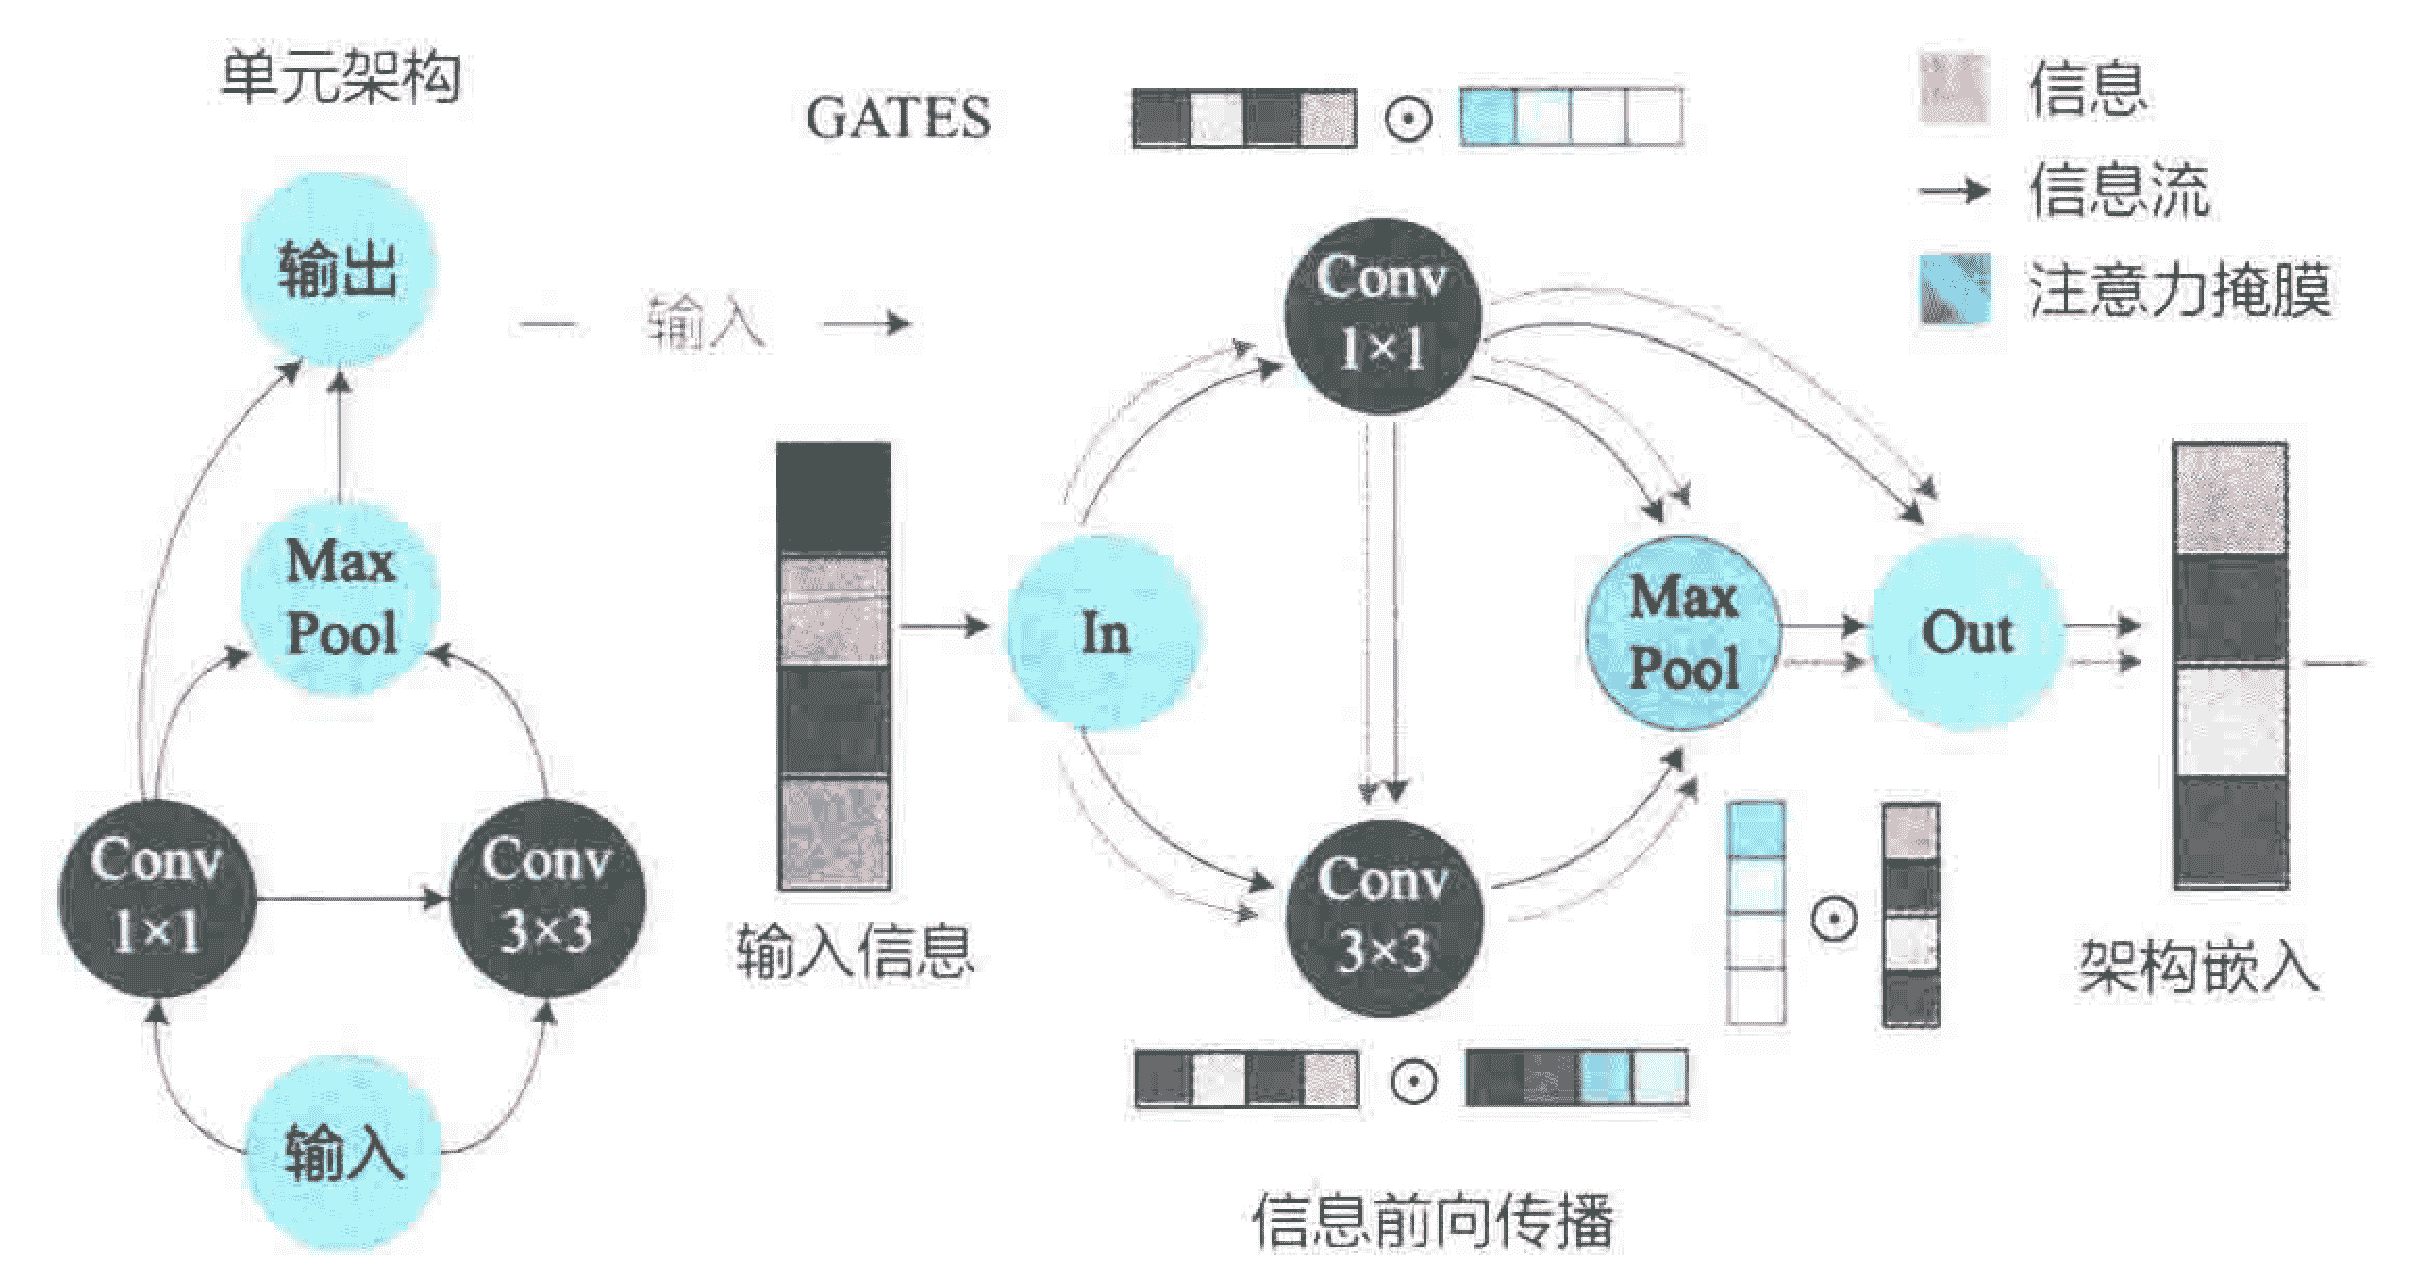 单元架构
输出
Max
Pool
Conv
1×1
Conv
3×3
输入
输入
GATES
信息
信息流
注意力掩膜
Conv
1×1
In
Max
Pool
Out
Conv
3×3
输入信息
架构嵌入
信息前向传播